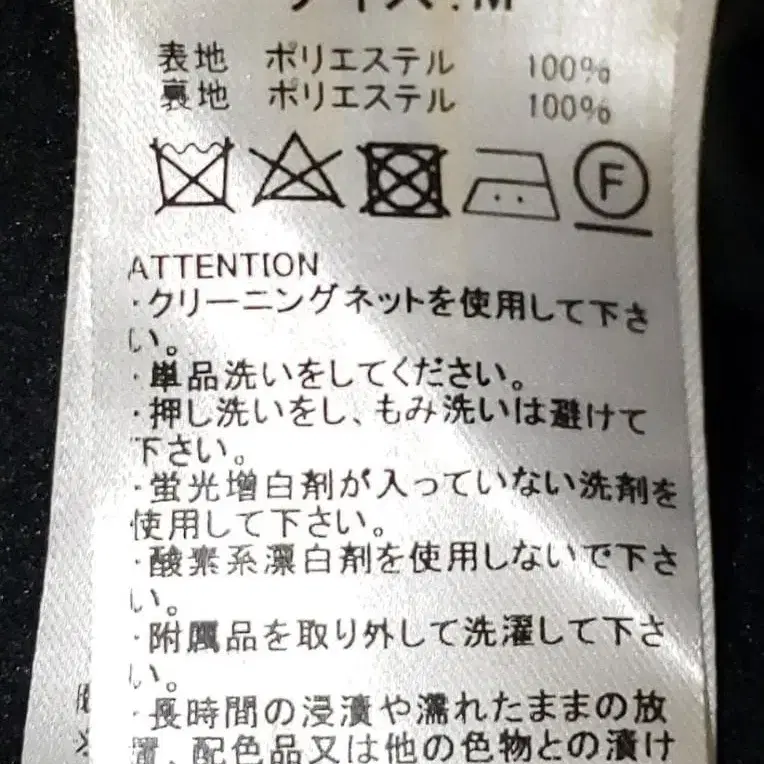 サイズ:M
表地 ポリエステル 100%
裏地 ポリエステル 100%
F
ATTENTION
・クリーニングネットを使用して下さ
い。
・単品洗いをしてください。
・押し洗いをし、もみ洗いは避けて
下さい。
・蛍光増白剤が入っていない洗剤を
使用して下さい。
・酸素系漂白剤を使用しないで下さ
い。
・附属品を取り外して洗濯して下さ
い。
・長時間の浸漬や濡れたままの放
置、配色品又は他の色物との漬け